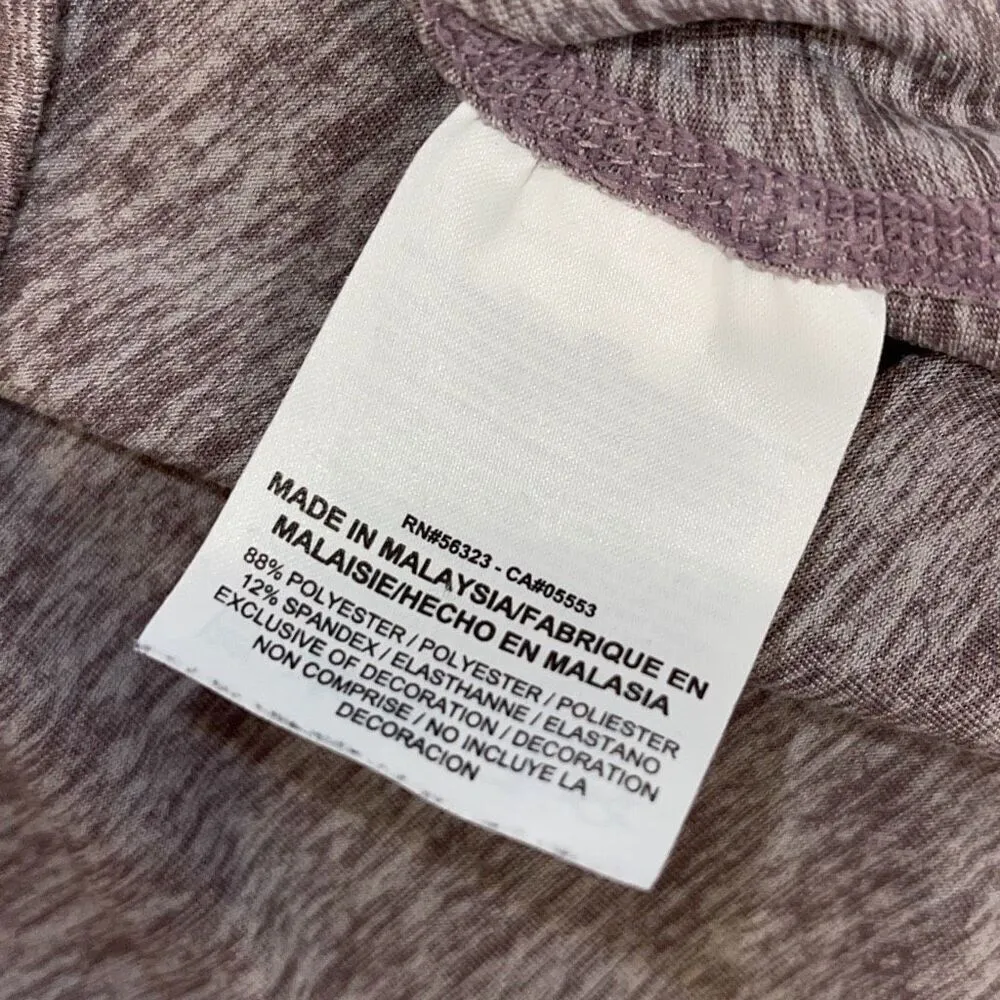 RN#56323 - CA#05553
MADE IN MALAYSIA/FABRIQUE EN
MALAISIE/HECHO EN MALASIA
88% POLYESTER / POLYESTER / POLIESTER
12% SPANDEX / ELASTHANNE / ELASTANO
EXCLUSIVE OF DECORATION / DECORATION
NON COMPRISE / NO INCLUYE LA
DECORACION